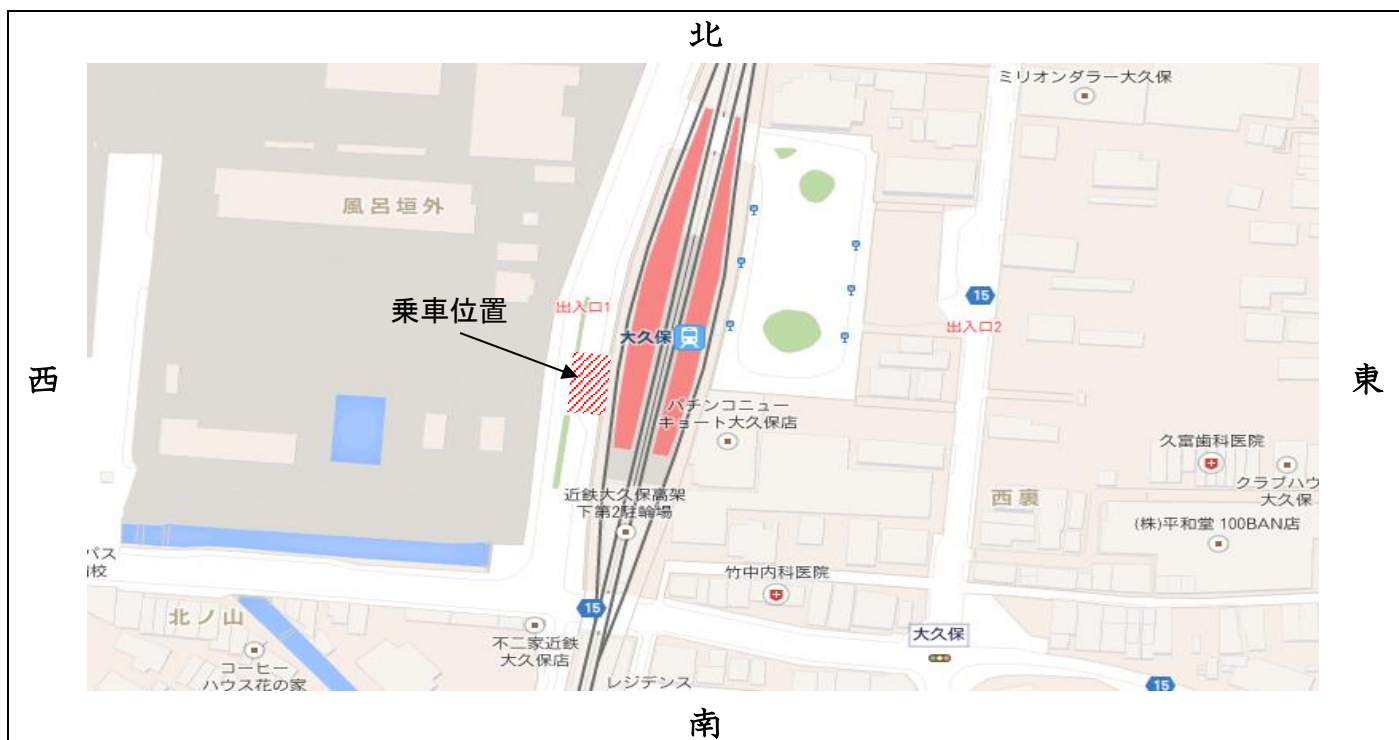 北
ミリオンダラー大久保
風呂垣外
乗車位置
出入口1
大久保
15
出入口2
西
東
パチンコニュー
キョート大久保店
久富歯科医院
クラブハウ
大久保
近鉄大久保高架
下第2駐輪場
西裏
(株)平和堂 100BAN店
パス
竹中内科医院
15
北ノ山
不二家近鉄
大久保店
大久保
コーヒー
ハウス花の家
レジデンス
15
南